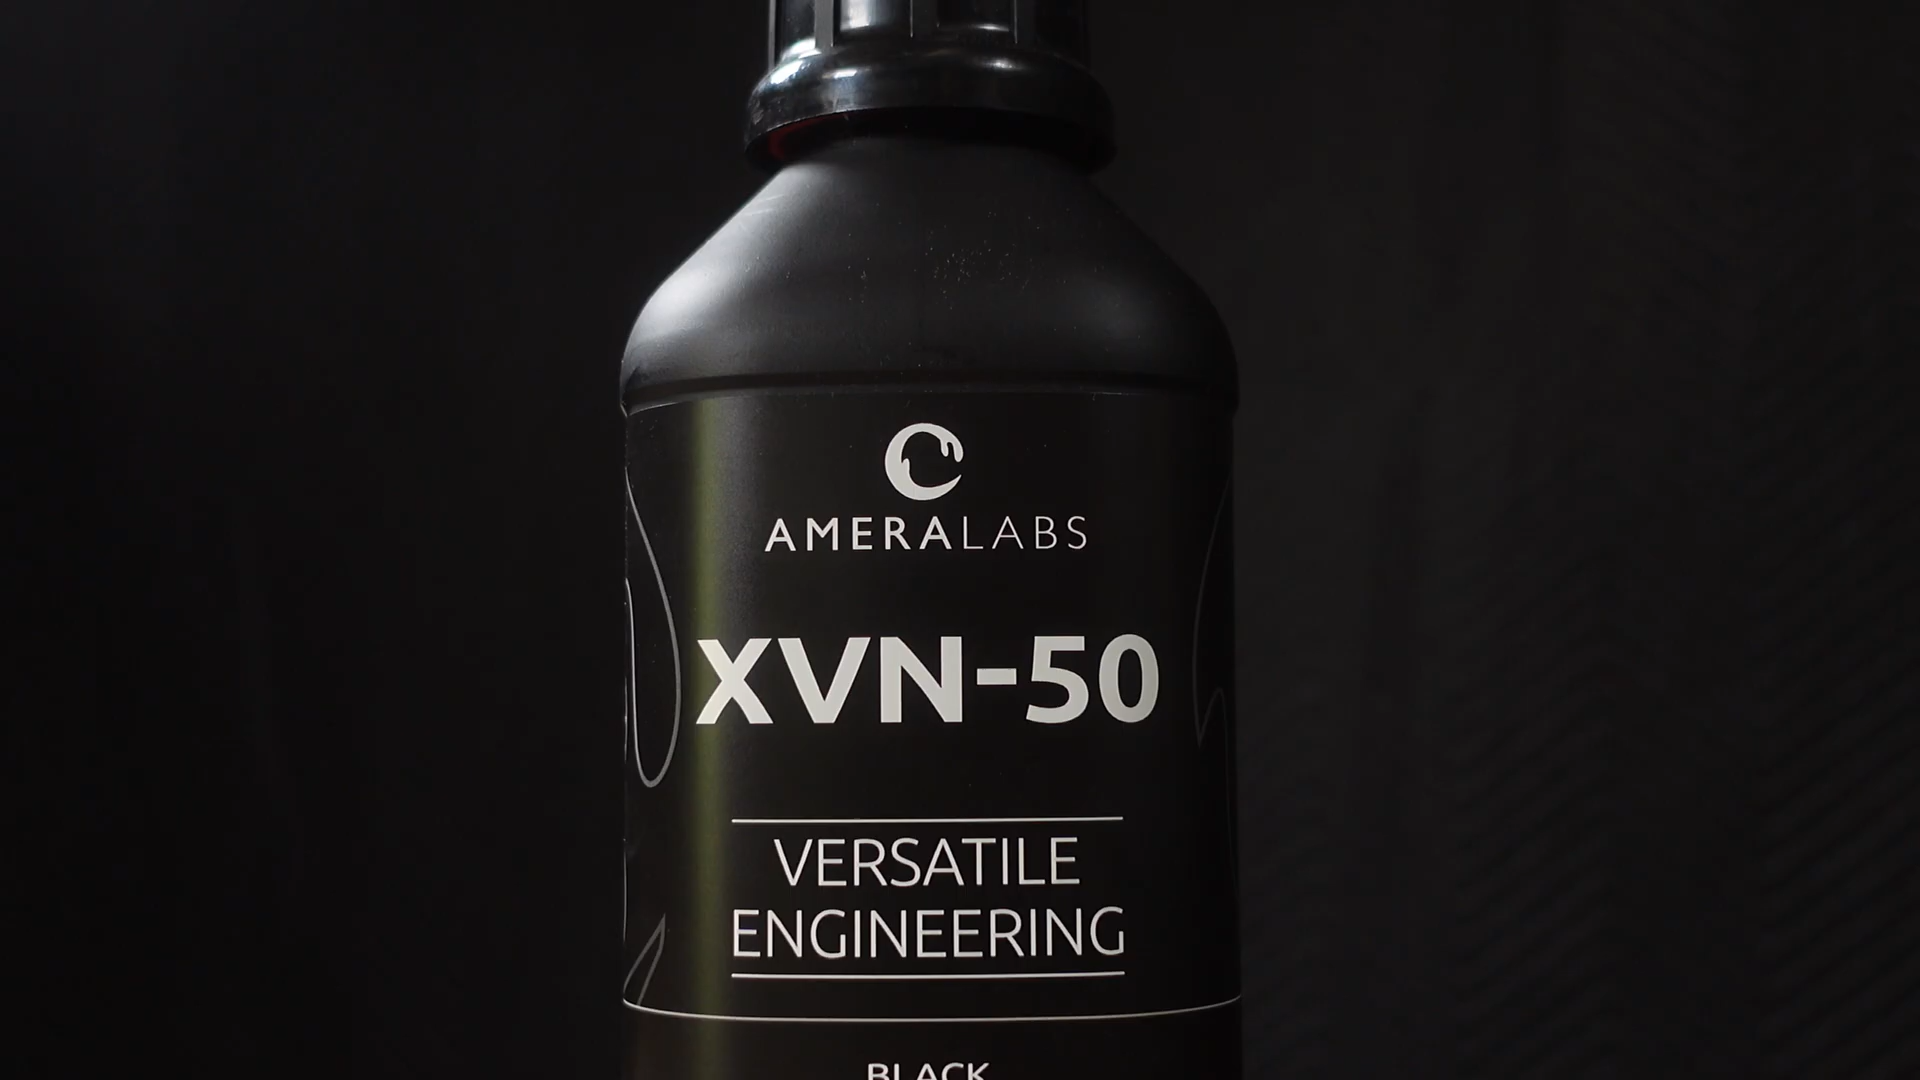 AMERALABS
XVN-50
VERSATILE
ENGINEERING
BLACK